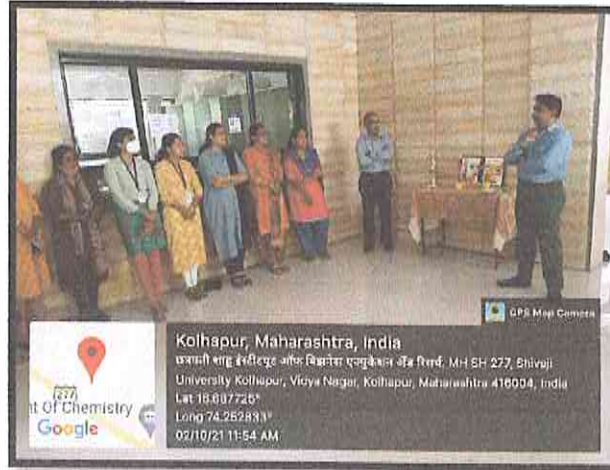 GPS Map Camera
Kolhapur, Maharashtra, India
छत्रपती शाहू इंस्टीट्यूट ऑफ बिझनेस एज्युकेशन अँड रिसर्च, MH SH 277, Shivaji
University Kolhapur, Vidya Nagar, Kolhapur, Maharashtra 416004, India
Lat 16.687725°
Long 74.252833°
02/10/21 11:54 AM
277
nt Of Chemistry
Google